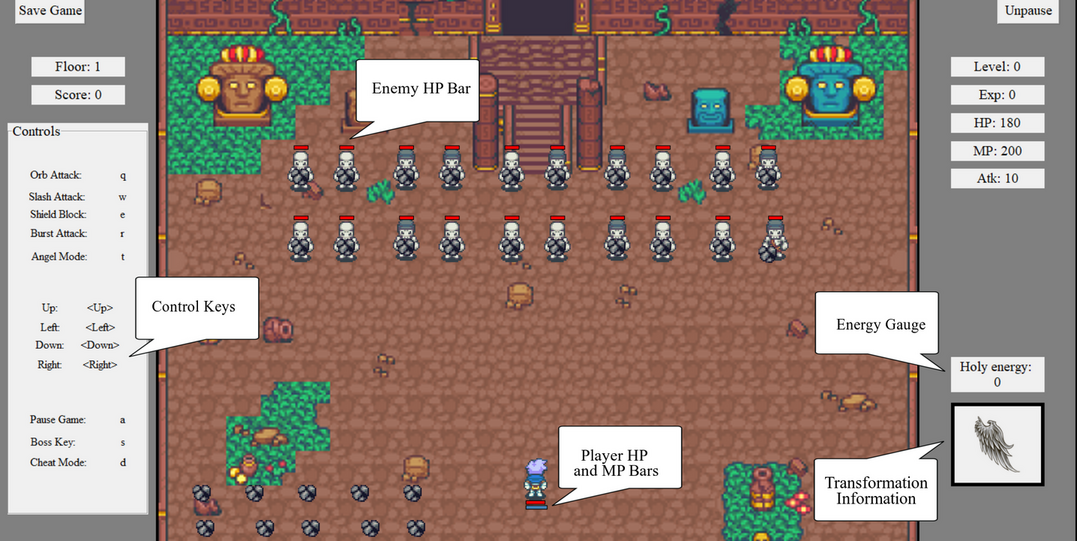 Save Game
Unpause
Floor: 1
Score: 0
Level: 0
Exp: 0
HP: 180
MP: 200
Atk: 10
Enemy HP Bar
Controls
Orb Attack: q
Slash Attack: w
Shield Block: e
Burst Attack: r
Angel Mode: t
Up: <Up>
Left: <Left>
Down: <Down>
Right: <Right>
Pause Game: a
Boss Key: s
Cheat Mode: d
Control Keys
Energy Gauge
Holy energy:
0
Player HP
and MP Bars
Transformation
Information